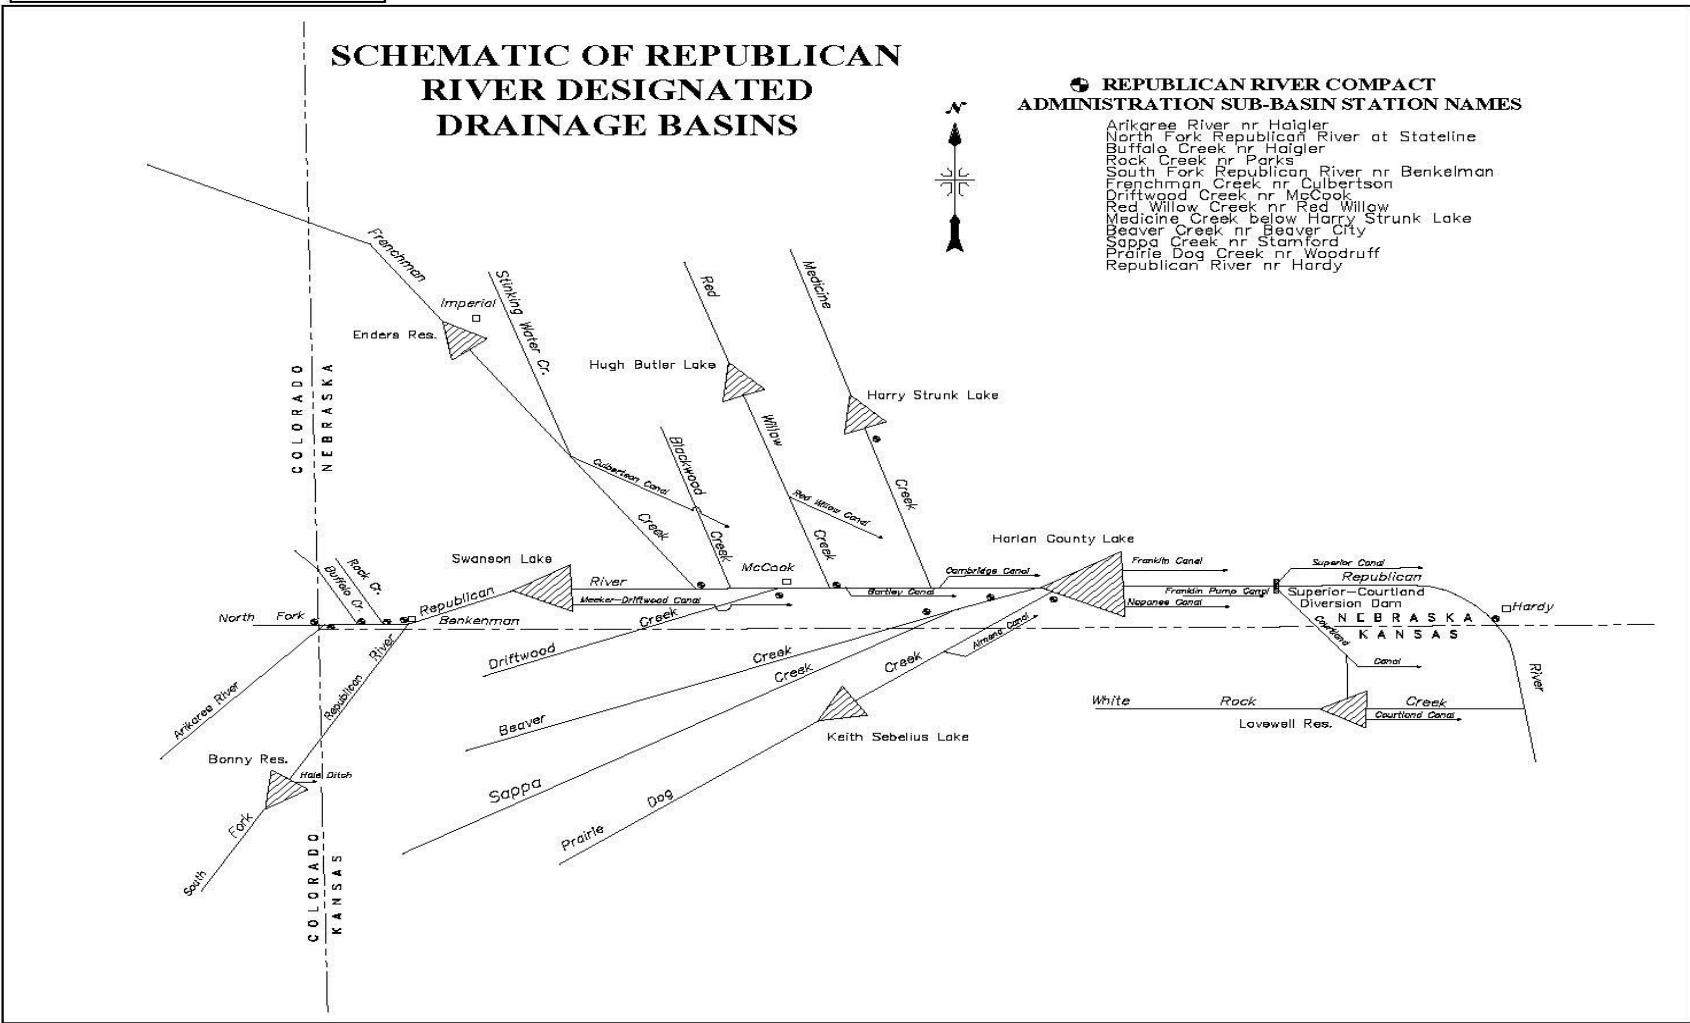 SCHEMATIC OF REPUBLICAN
RIVER DESIGNATED
DRAINAGE BASINS
N
REPUBLICAN RIVER COMPACT
ADMINISTRATION SUB-BASIN STATION NAMES
Arikaree River nr Haigler
North Fork Republican River at Stateline
Buffalo Creek nr Haigler
Rock Creek nr Parks
South Fork Republican River nr Benkelman
Frenchman Creek nr Culbertson
Driftwood Creek nr McCook
Red Willow Creek nr Red Willow
Medicine Creek below Harry Strunk Lake
Beaver Creek nr Beaver City
Sappa Creek nr Stamford
Prairie Dog Creek nr Woodruff
Republican River nr Hardy
Frenchman
Creek
Imperial
Enders Res.
Stinking Water Cr.
Culbertson Canal
Blackwood
Creek
Red
Willow
Creek
Hugh Butler Lake
Red Willow Canal
Medicine
Creek
Harry Strunk Lake
COLORADO
NEBRASKA
Swanson Lake
River
McCook
Meeker-Driftwood Canal
Bartley Canal
Cambridge Canal
Harlan County Lake
Franklin Canal
Franklin Pump Canal
Naponee Canal
Superior Canal
Republican
Superior-Courtland
Diversion Dam
Hardy
NEBRASKA
KANSAS
Courtland
Canal
River
White
Rock
Creek
Lovewell Res.
Courtland Canal
Rock Cr.
Buffalo Cr.
North
Fork
Republican
Benkenman
River
Republican
Arikaree River
Bonny Res.
Hale Ditch
Fork
South
COLORADO
KANSAS
Driftwood
Creek
Beaver
Creek
Sappa
Creek
Prairie
Dog
Creek
Almena Canal
Keith Sebelius Lake